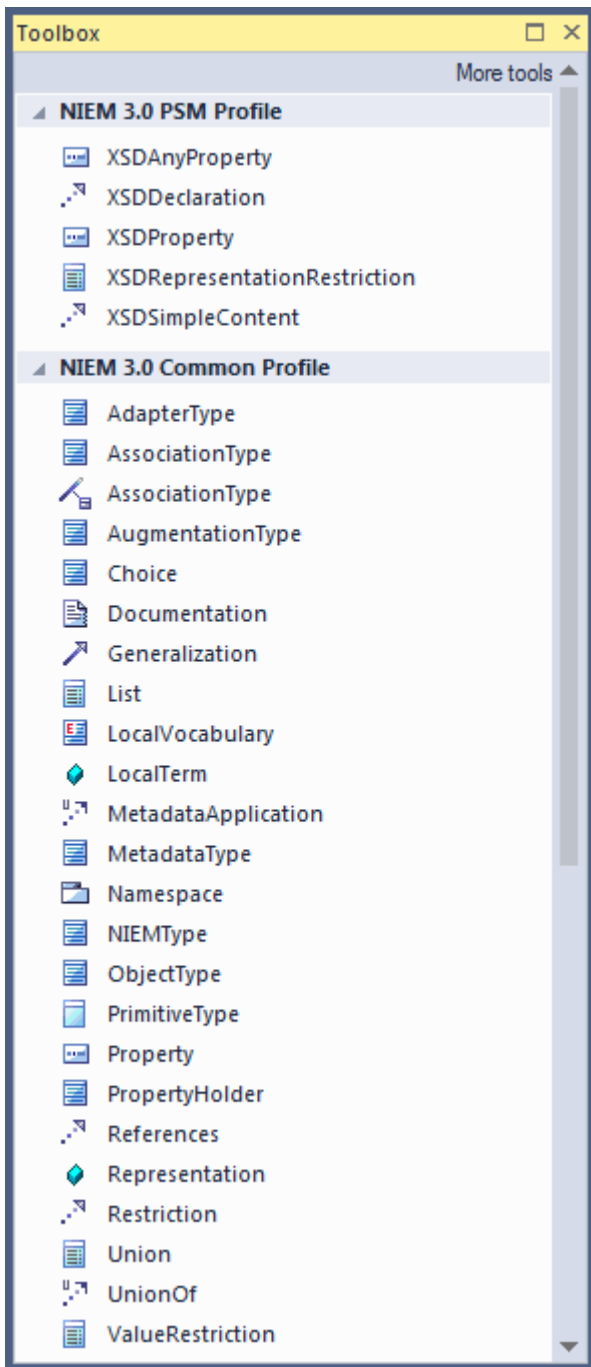 Toolbox
More tools
NIEM 3.0 PSM Profile
XSDAnyProperty
XSDDeclaration
XSDProperty
XSDRepresentationRestriction
XSDSimpleContent
NIEM 3.0 Common Profile
AdapterType
AssociationType
AssociationType
AugmentationType
Choice
Documentation
Generalization
List
LocalVocabulary
LocalTerm
MetadataApplication
MetadataType
Namespace
NIEMType
ObjectType
PrimitiveType
Property
PropertyHolder
References
Representation
Restriction
Union
UnionOf
ValueRestriction